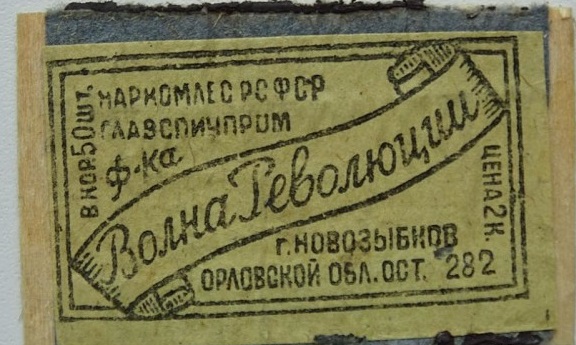 В КОР. 50 ШТ.
НАРКОМЛЕС РСФСР
ГЛАВСПИЧПРОМ
Ф-КА
Волна Революции
ЦЕНА 2 К.
г. НОВОЗЫБКОВ
ОРЛОВСКОЙ ОБЛ. ОСТ. 282